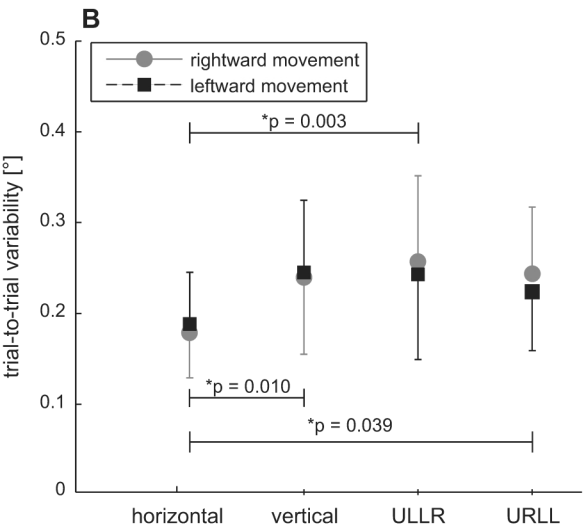 B
0.5
rightward movement
leftward movement
*p = 0.003
0.4
0.3
trial-to-trial variability [°]
0.2
*p = 0.010
0.1
*p = 0.039
0
horizontal vertical ULLR URLL